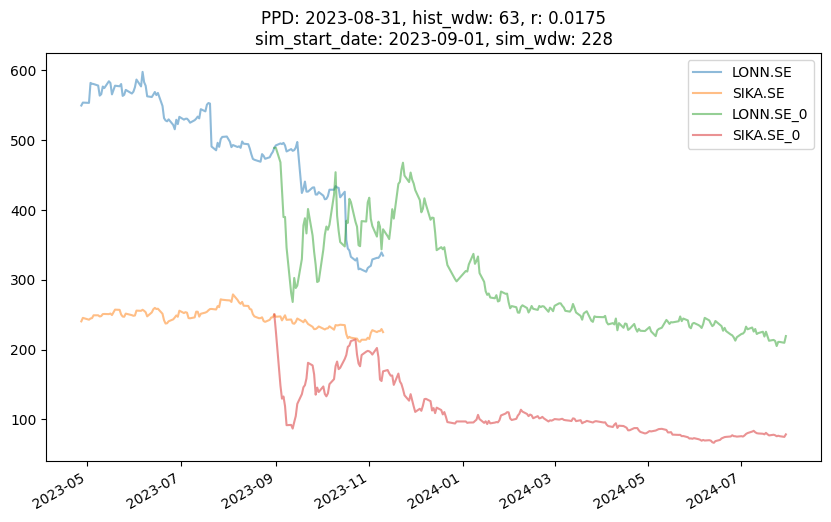 PPD: 2023-08-31, hist_wdw: 63, r: 0.0175
sim_start_date: 2023-09-01, sim_wdw: 228
LONN.SE
SIKA.SE
LONN.SE_0
SIKA.SE_0
600
500
400
300
200
100
2023-05
2023-07
2023-09
2023-11
2024-01
2024-03
2024-05
2024-07